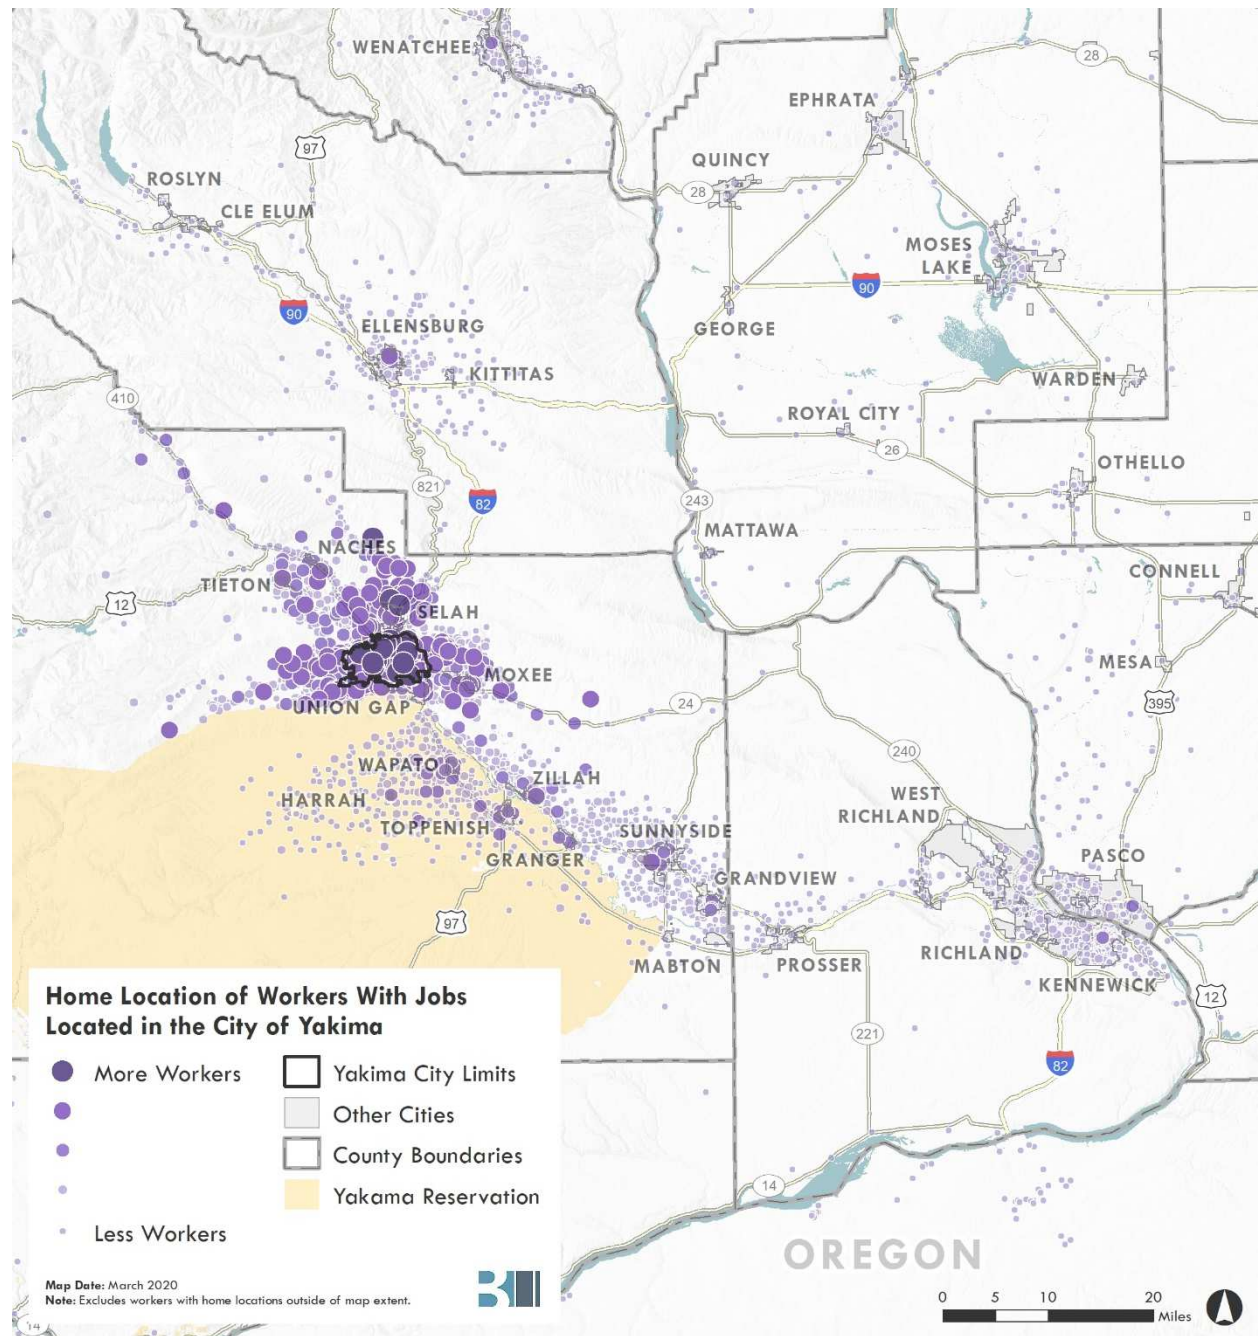 WENATCHEE
28
EPHRATA
97
QUINCY
28
ROSLYN
CLE ELUM
MOSES
LAKE
90
90
ELLENSBURG
GEORGE
KITTITAS
WARDEN
410
ROYAL CITY
26
OTHELLO
821
82
243
MATTAWA
NACHES
TIETON
CONNELL
12
SELAH
MESA
MOXEE
395
UNION GAP
24
240
WAPATO
ZILLAH
HARRAH
WEST
RICHLAND
TOPPENISH
SUNNYSIDE
GRANGER
PASCO
GRANDVIEW
97
MABTON
PROSSER
RICHLAND
KENNEWICK
12
221
82
14
OREGON
Home Location of Workers With Jobs
Located in the City of Yakima
More Workers
Less Workers
Yakima City Limits
Other Cities
County Boundaries
Yakama Reservation
Map Date: March 2020
Note: Excludes workers with home locations outside of map extent.
14
0 5 10 20
Miles